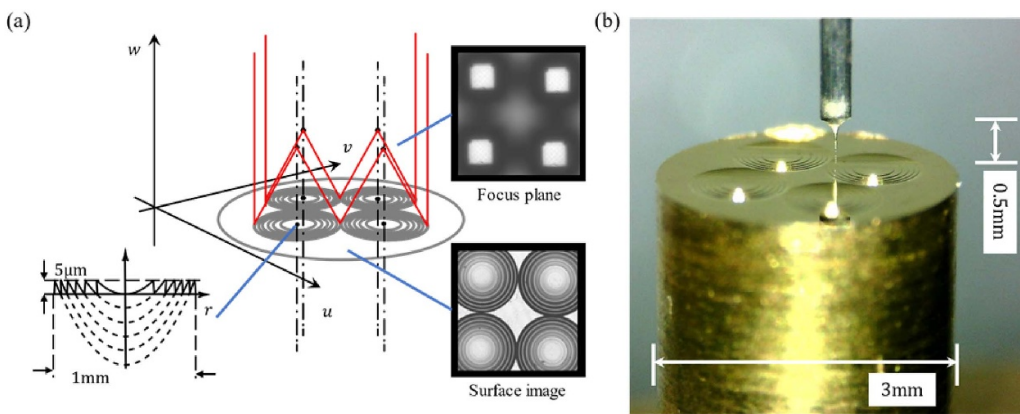 (a)
w
v
Focus plane
5μm
r
u
1mm
Surface image
(b)
0.5mm
3mm